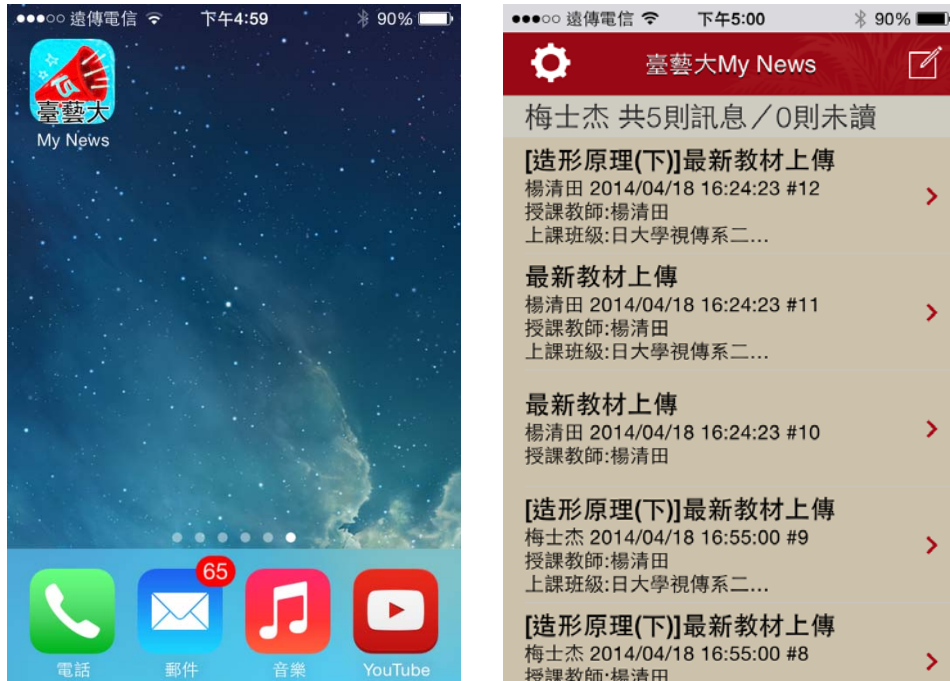 遠傳電信 下午4:59 90%
臺藝大
My News
65
電話 郵件 音樂 YouTube
遠傳電信 下午5:00 90%
臺藝大My News
梅士杰 共5則訊息／0則未讀
[造形原理(下)]最新教材上傳
楊清田 2014/04/18 16:24:23 #12
授課教師:楊清田
上課班級:日大學視傳系二...
最新教材上傳
楊清田 2014/04/18 16:24:23 #11
授課教師:楊清田
上課班級:日大學視傳系二...
最新教材上傳
楊清田 2014/04/18 16:24:23 #10
授課教師:楊清田
[造形原理(下)]最新教材上傳
梅士杰 2014/04/18 16:55:00 #9
授課教師:楊清田
上課班級:日大學視傳系二...
[造形原理(下)]最新教材上傳
梅士杰 2014/04/18 16:55:00 #8
授課教師:楊清田